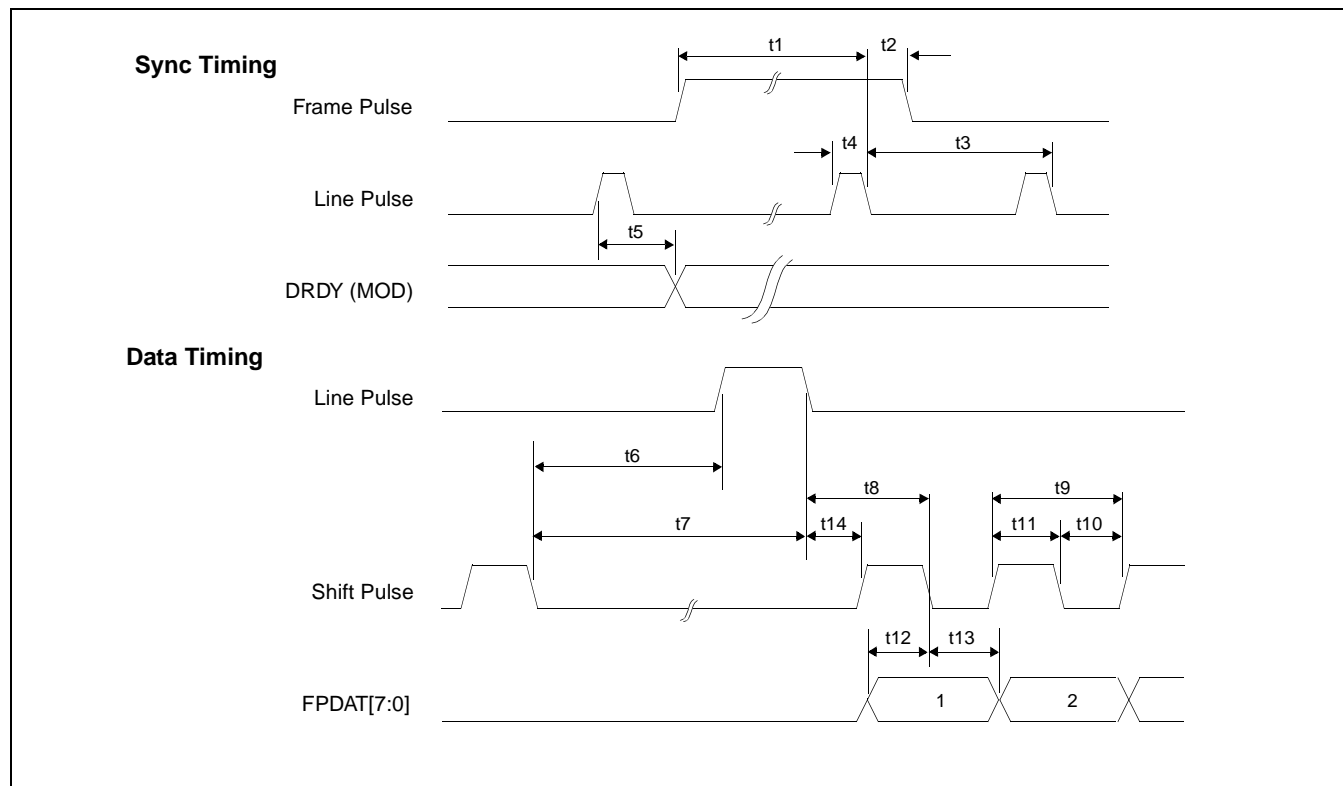 t1 t2
Sync Timing
Frame Pulse
t4 t3
Line Pulse
t5
DRDY (MOD)
Data Timing
Line Pulse
t6
t8 t9
t7 t14 t11 t10
Shift Pulse
t12 t13
FPDAT[7:0] 1 2